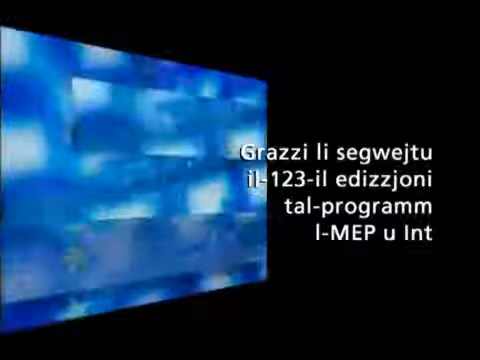 Grazzi li segwejtu
il-123-il edizzjoni
tal-programm
l-MEP u Int